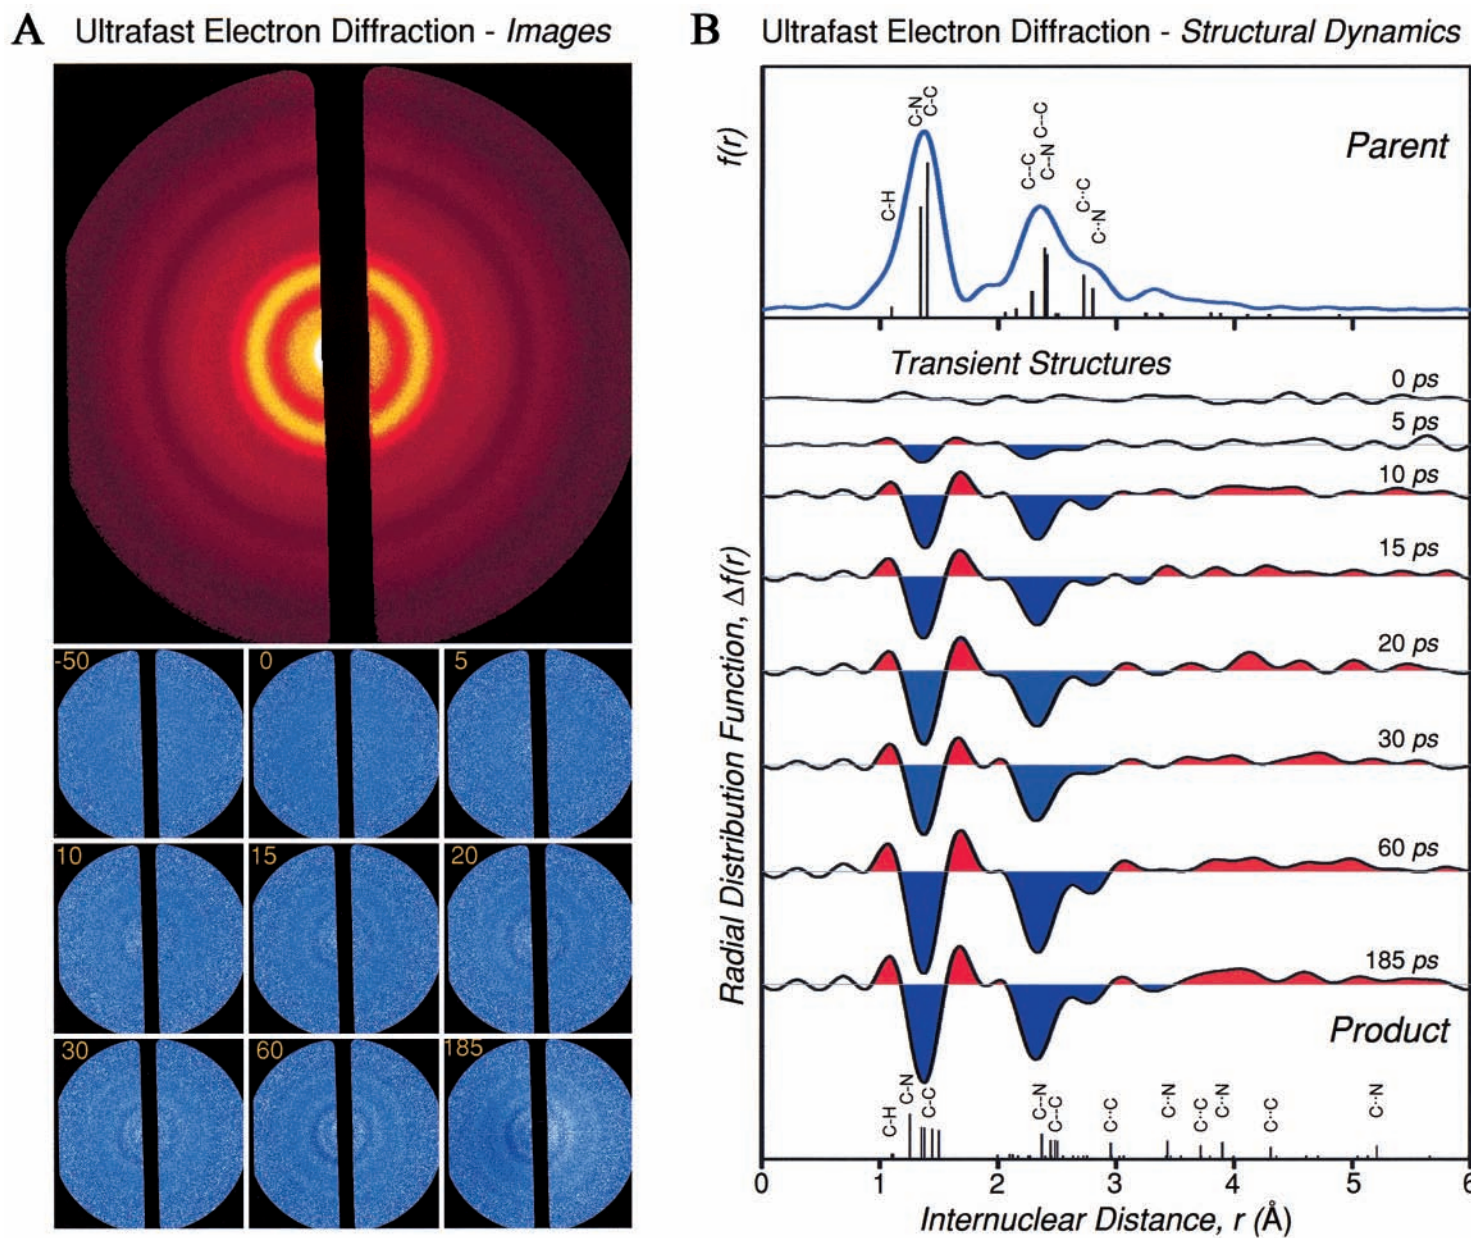 A Ultrafast Electron Diffraction - Images
-50
0
5
10
15
20
30
60
185
B Ultrafast Electron Diffraction - Structural Dynamics
f(r)
Parent
C-H
C-N
C-C
C--C
C--N
C--C
C··C
C··N
Transient Structures
Radial Distribution Function, Δf(r)
0 ps
5 ps
10 ps
15 ps
20 ps
30 ps
60 ps
185 ps
Product
C-H
C-N
C-C
C--N
C--C
C··C
C··N
C··C
C··N
C··C
C··N
0 1 2 3 4 5 6
Internuclear Distance, r (Å)